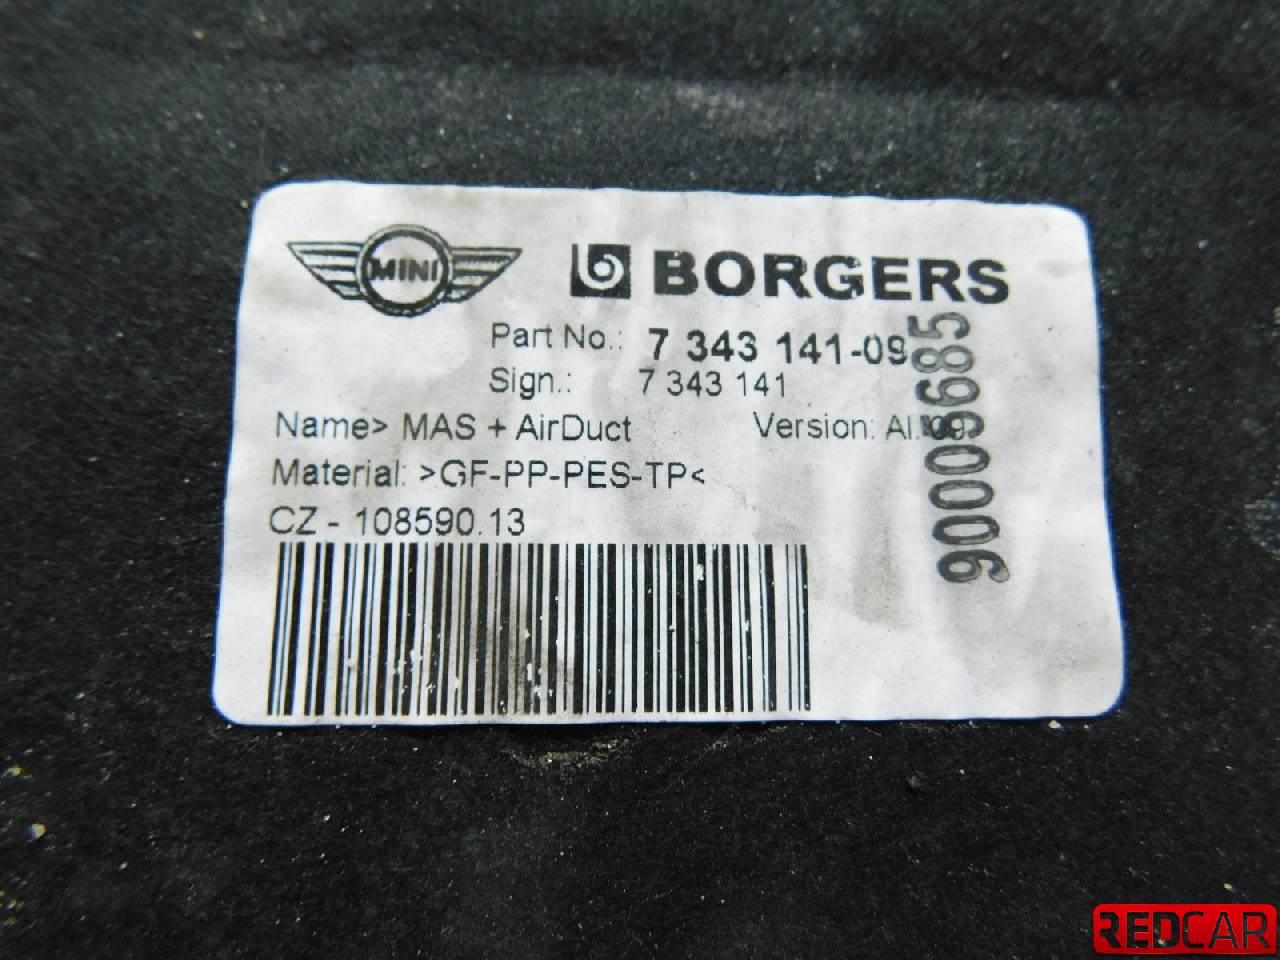 MINI
BORGERS
Part No.: 7 343 141-09
Sign.: 7 343 141
Name> MAS + AirDuct Version: AI.
Material: >GF-PP-PES-TP<
CZ - 108590.13
90009685
REDCAR